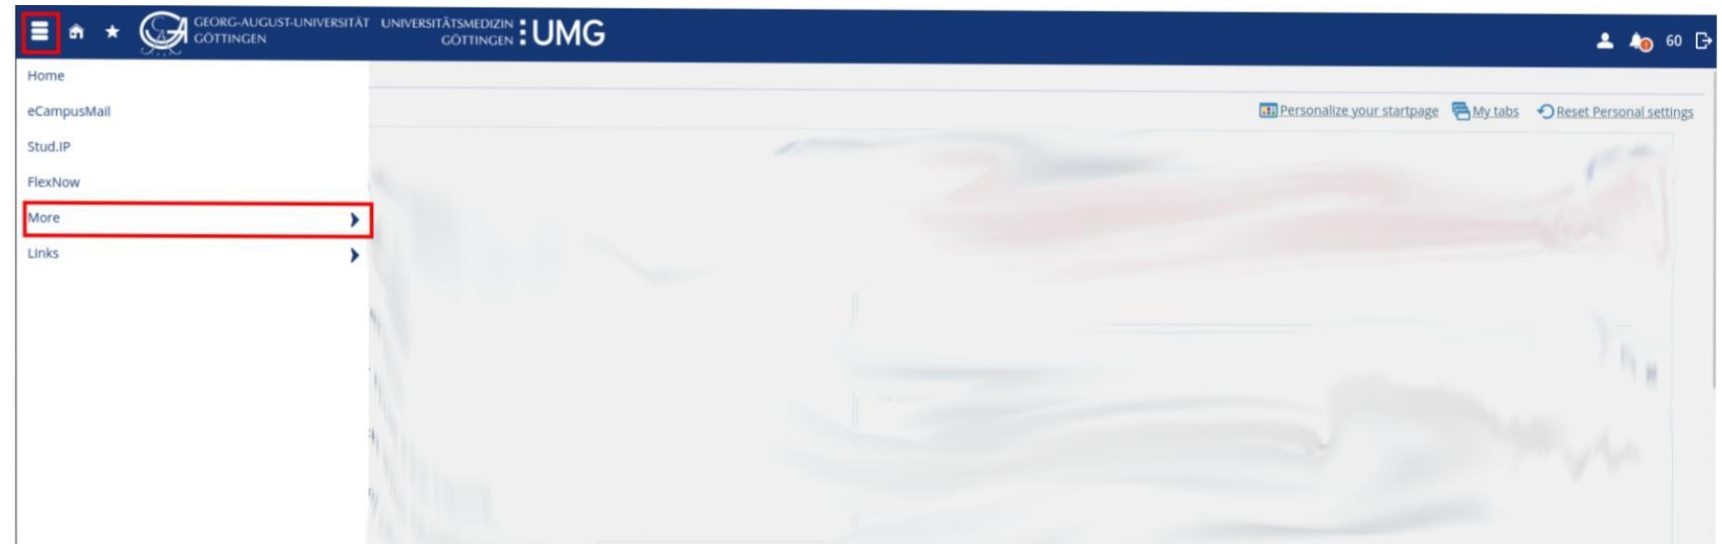 GEORG-AUGUST-UNIVERSITÄT
GÖTTINGEN
UNIVERSITÄTSMEDIZIN
GÖTTINGEN
:UMG
60
Home
eCampusMail
Stud.IP
FlexNow
More
Links
Personalize your startpage
My tabs
Reset Personal settings